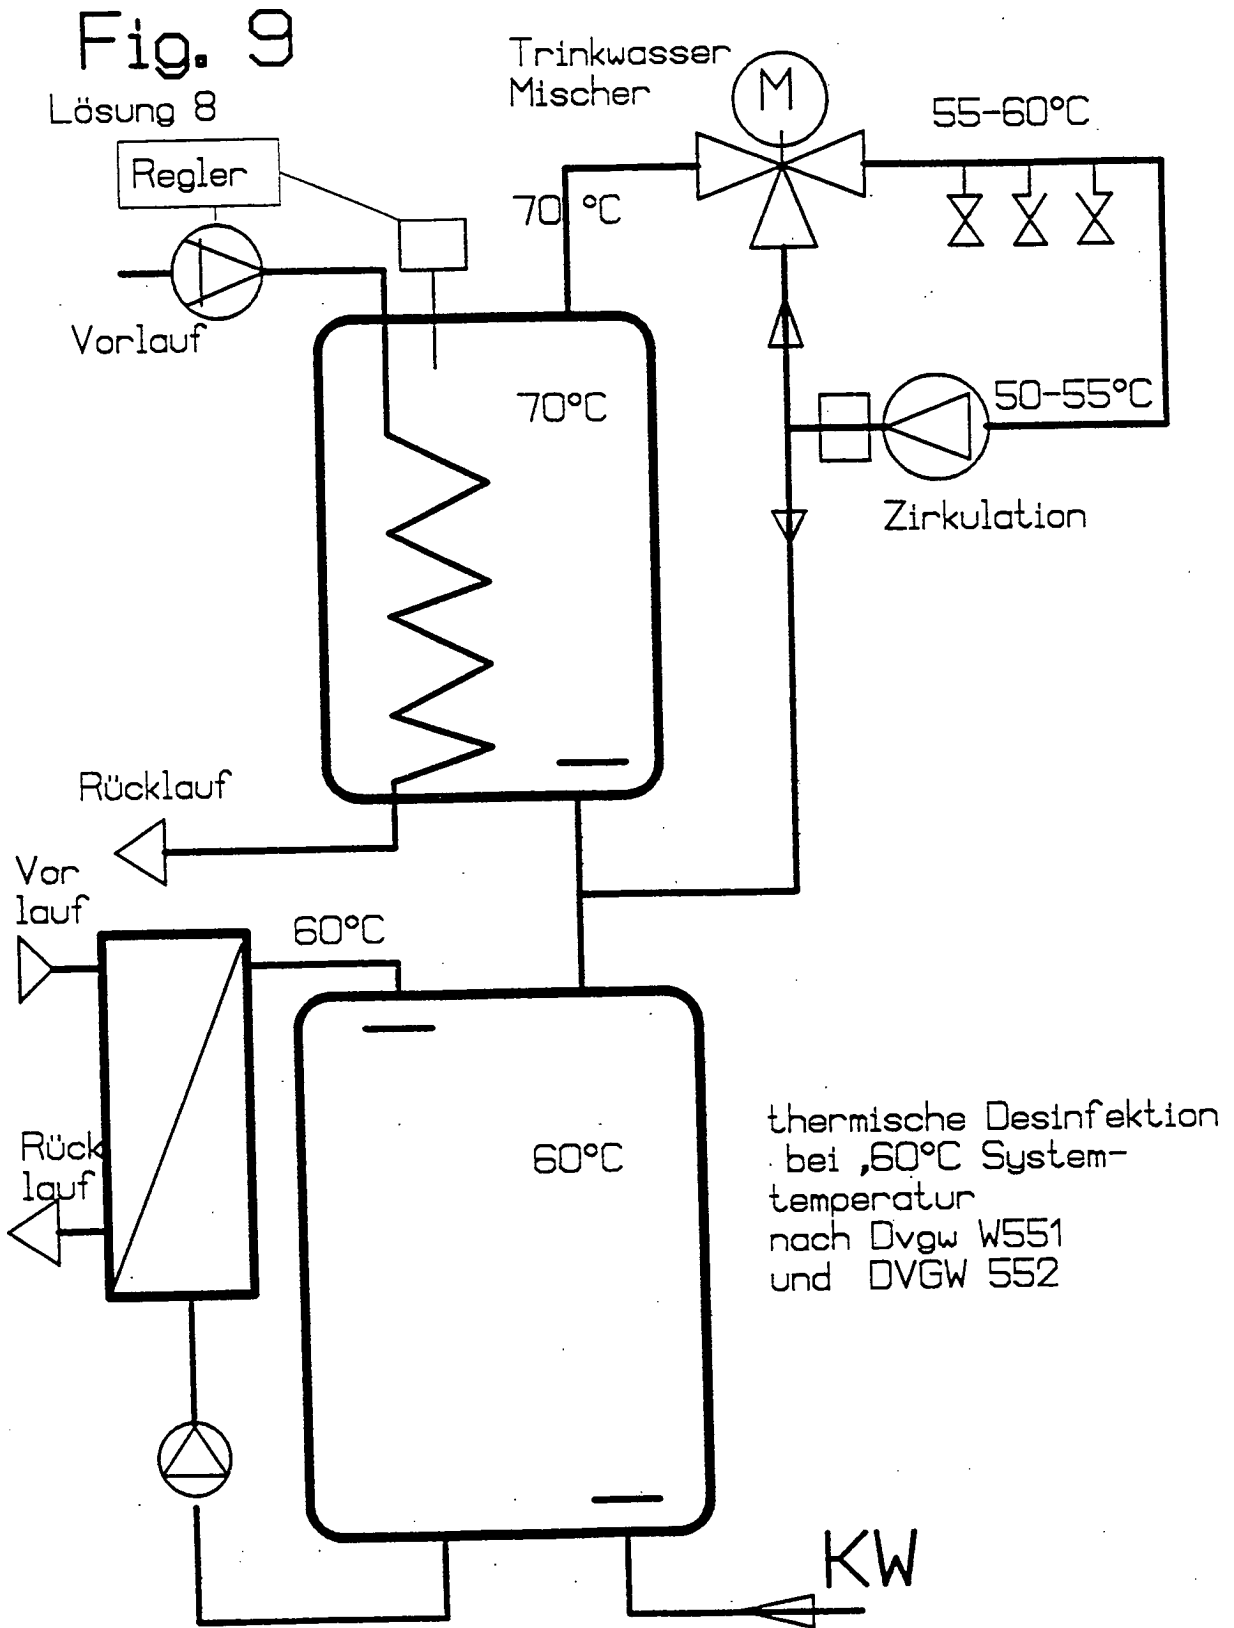 Fig. 9
Lösung 8
Trinkwasser
Mischer
M
55-60°C
Regler
70 °C
Vorlauf
70°C
50-55°C
Zirkulation
Rücklauf
Vor
lauf
60°C
Rück
lauf
60°C
thermische Desinfektion
bei ,60°C System-
temperatur
nach Dvgw W551
und DVGW 552
KW